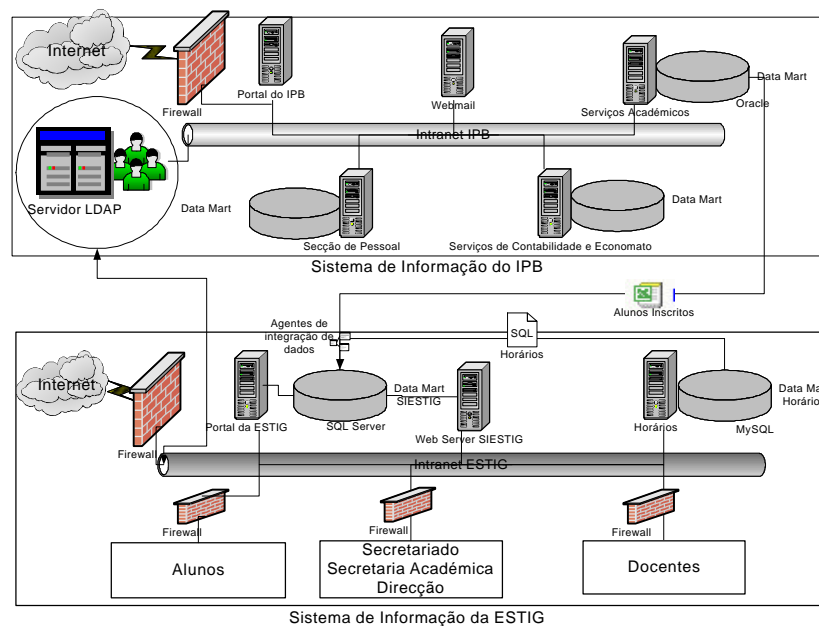 Internet
Firewall
Portal do IPB
Webmail
Serviços Académicos
Data Mart
Oracle
Intranet IPB
Servidor LDAP
Data Mart
Secção de Pessoal
Serviços de Contabilidade e Economato
Data Mart
Sistema de Informação do IPB
Alunos Inscritos
Agentes de
integração de
dados
SQL
Horários
Internet
Firewall
Portal da ESTIG
SQL Server
Data Mart
SIESTIG
Web Server SIESTIG
Horários
Data Ma
Horário
MySQL
Intranet ESTIG
Firewall
Firewall
Firewall
Alunos
Secretariado
Secretaria Académica
Direcção
Docentes
Sistema de Informação da ESTIG